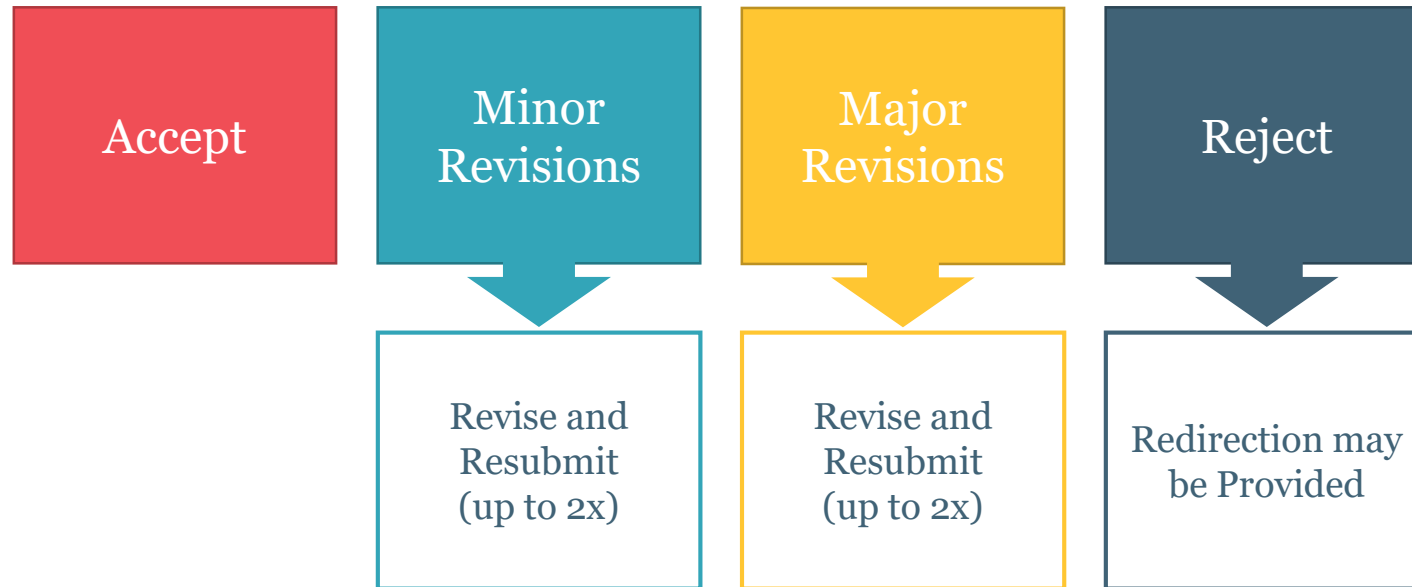 Accept
Minor
Revisions
Major
Revisions
Reject
Revise and
Resubmit
(up to 2x)
Revise and
Resubmit
(up to 2x)
Redirection may
be Provided